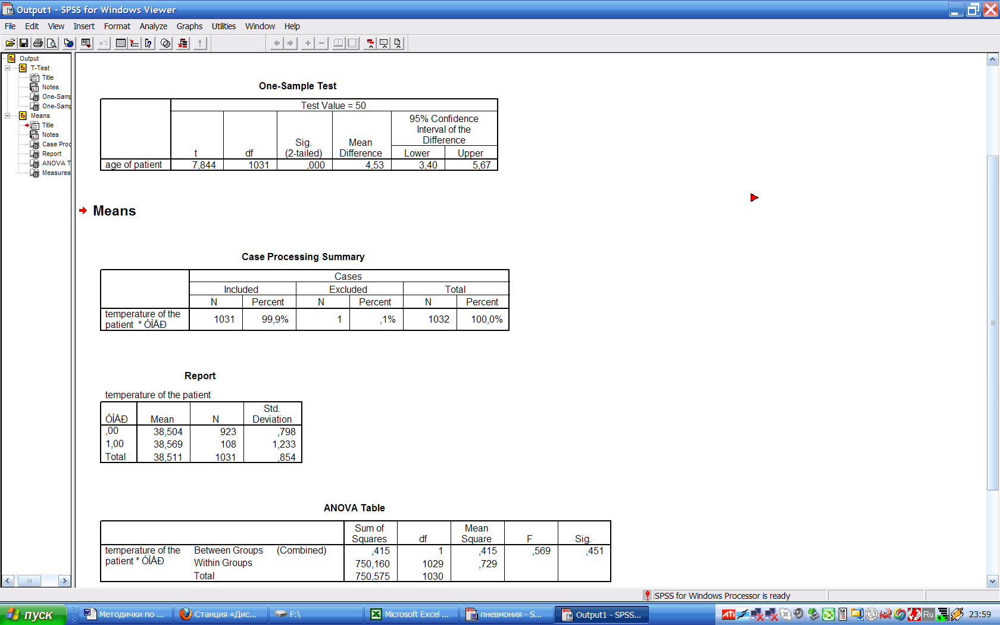 Output1 - SPSS for Windows Viewer
File Edit View Insert Format Analyze Graphs Utilities Window Help
Output
T-Test
Title
Notes
One-Samp
One-Samp
Means
Title
Notes
Case Proc
Report
ANOVA T
Measures
One-Sample Test
Test Value = 50
95% Confidence
Interval of the
Difference
Sig.
Mean
t df (2-tailed) Difference Lower Upper
age of patient 7,844 1031 ,000 4,53 3,40 5,67
Means
Case Processing Summary
Cases
Included Excluded Total
N Percent N Percent N Percent
temperature of the
patient * ÓÌÅÐ 1031 99,9% 1 ,1% 1032 100,0%
Report
temperature of the patient
Std.
ÓÌÅÐ Mean N Deviation
,00 38,504 923 ,798
1,00 38,569 108 1,233
Total 38,511 1031 ,854
ANOVA Table
Sum of Mean
Squares df Square F Sig.
temperature of the Between Groups (Combined) ,415 1 ,415 ,569 ,451
patient * ÓÌÅÐ Within Groups 750,160 1029 ,729
Total 750,575 1030
SPSS for Windows Processor is ready
пуск Методички по ... Станция «Дис... F:\ Microsoft Excel ... пневмония - S... Output1 - SPSS... ATI Ru 23:59